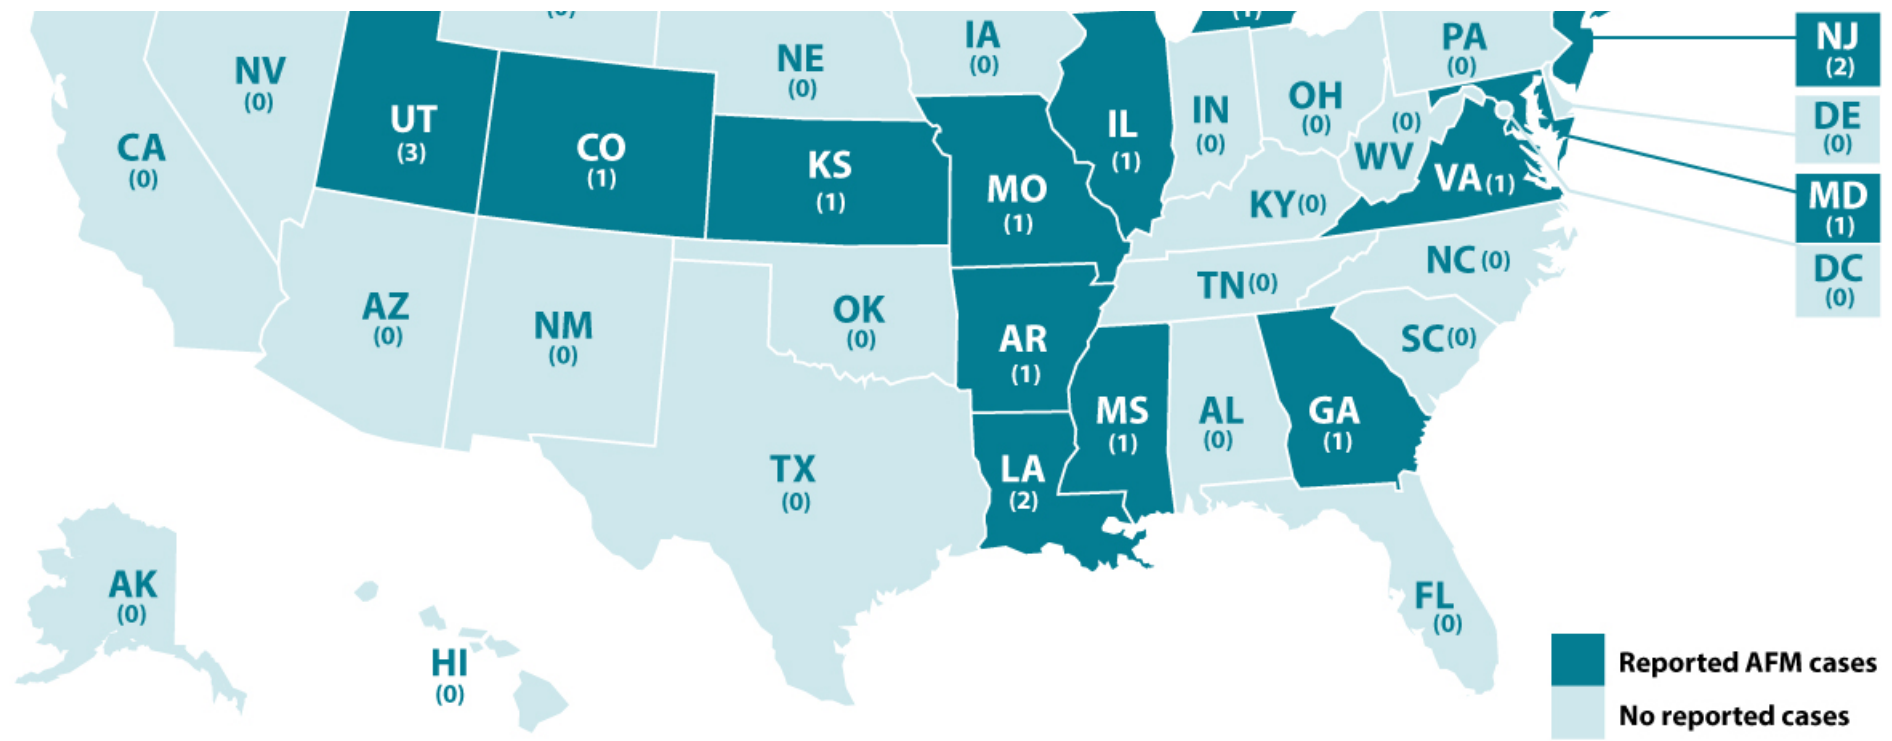 (1)
NJ
(2)
IA
(0)
PA
(0)
NE
(0)
NV
(0)
UT
(3)
IN
(0)
OH
(0)
DE
(0)
CA
(0)
CO
(1)
KS
(1)
IL
(1)
(0)
WV
VA(1)
MO
(1)
MD
(1)
KY(0)
NC(0)
DC
(0)
TN(0)
AZ
(0)
NM
(0)
OK
(0)
AR
(1)
SC(0)
MS
(1)
AL
(0)
GA
(1)
TX
(0)
LA
(2)
AK
(0)
FL
(0)
HI
(0)
Reported AFM cases
No reported cases